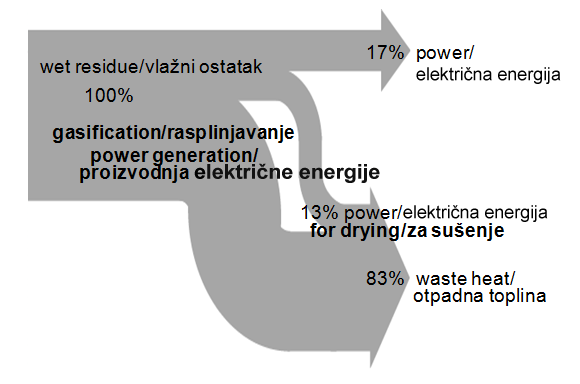 17% power/
električna energija
wet residue/vlažni ostatak
100%
gasification/rasplinjavanje
power generation/
proizvodnja električne energije
13% power/električna energija
for drying/za sušenje
83% waste heat/
otpadna toplina